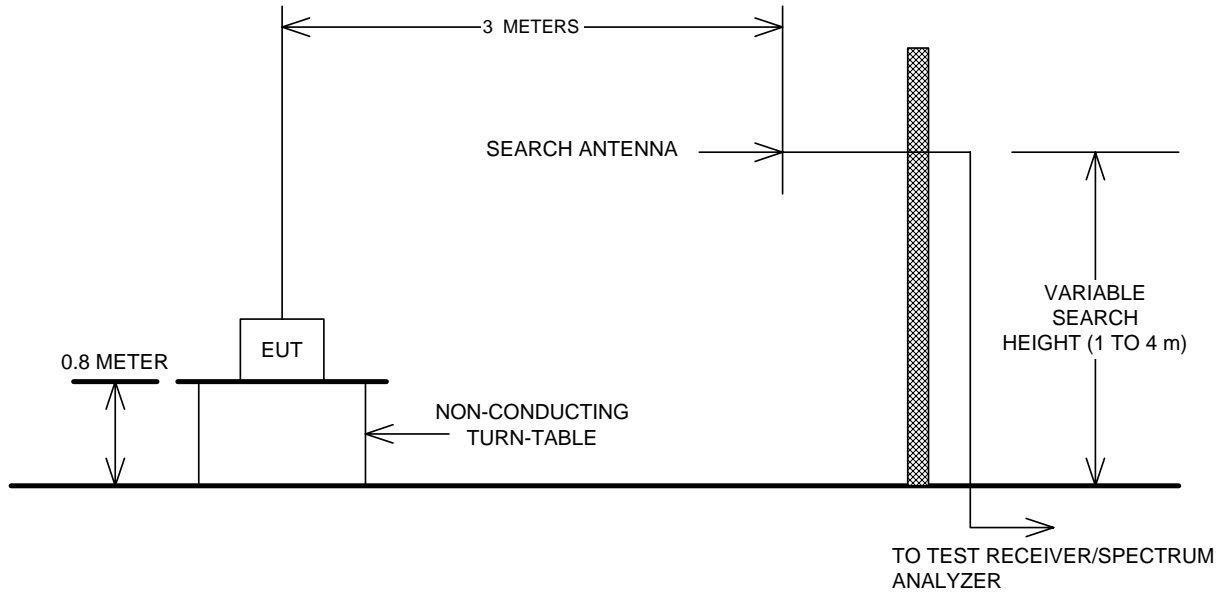 3 METERS
SEARCH ANTENNA
EUT
0.8 METER
NON-CONDUCTING
TURN-TABLE
VARIABLE
SEARCH
HEIGHT (1 TO 4 m)
TO TEST RECEIVER/SPECTRUM
ANALYZER